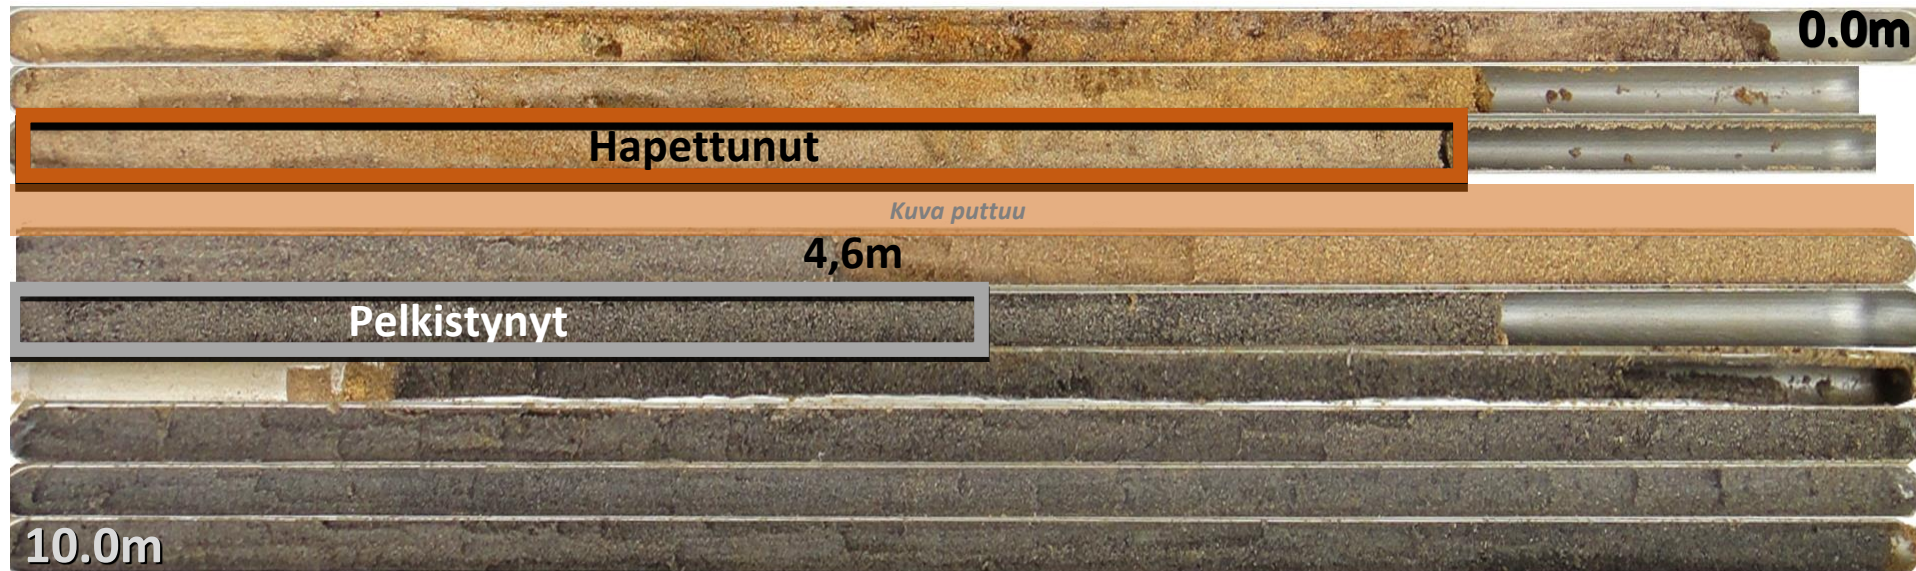 0.0m
Hapettunut
Kuva puttuu
4,6m
Pelkistynyt
10.0m